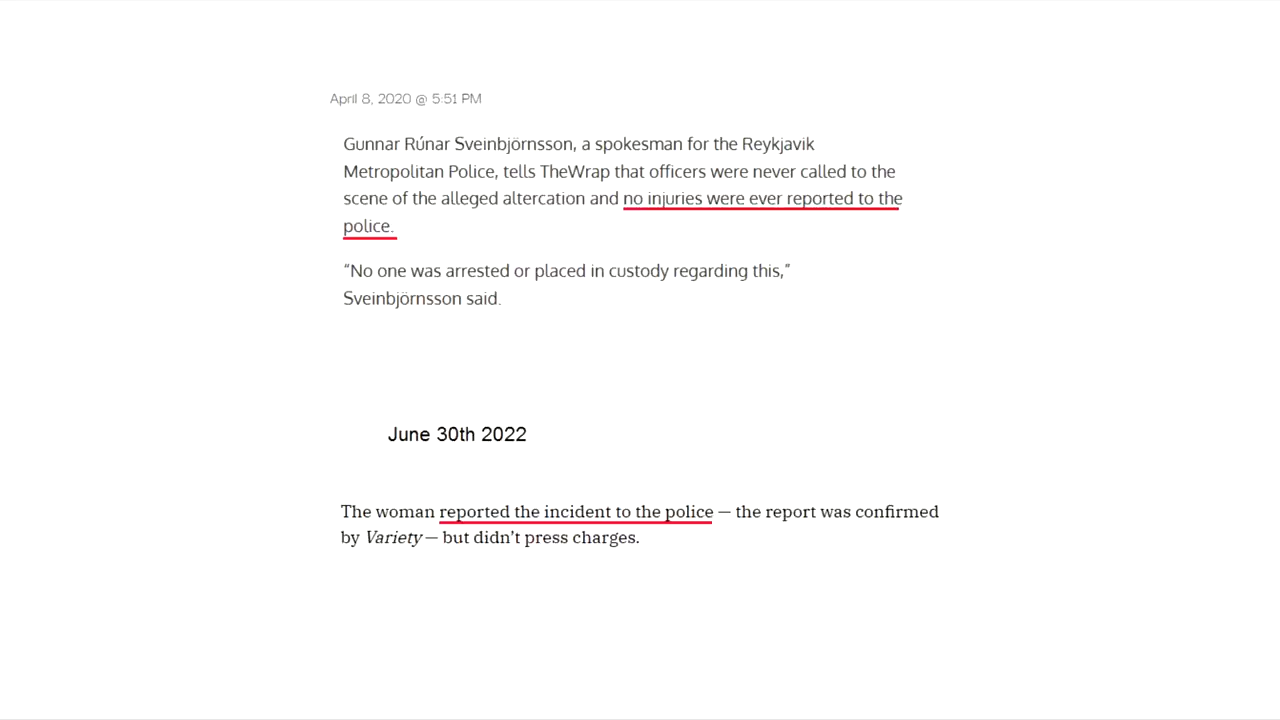 April 8, 2020 @ 5:51 PM
Gunnar Rúnar Sveinbjörnsson, a spokesman for the Reykjavik
Metropolitan Police, tells TheWrap that officers were never called to the
scene of the alleged altercation and no injuries were ever reported to the
police.
“No one was arrested or placed in custody regarding this,”
Sveinbjörnsson said.
June 30th 2022
The woman reported the incident to the police — the report was confirmed
by Variety — but didn’t press charges.